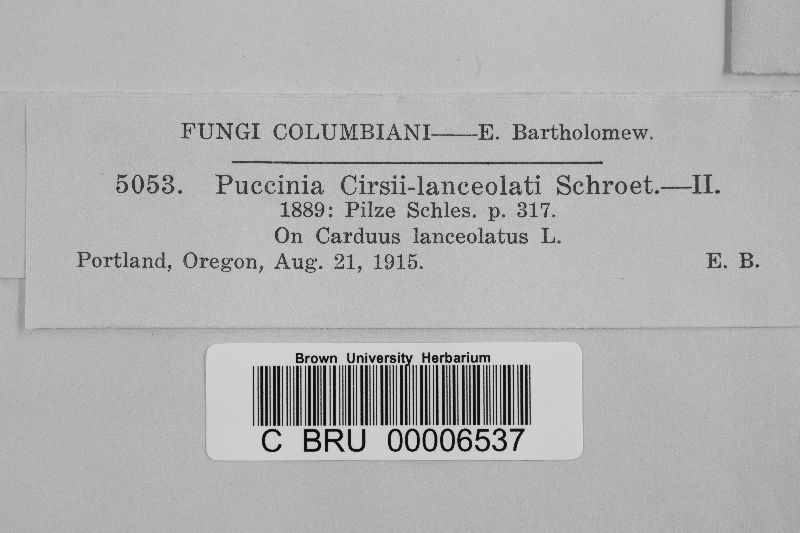 FUNGI COLUMBIANI——E. Bartholomew.
5053. Puccinia Cirsii-lanceolati Schroet.—II.
1889: Pilze Schles. p. 317.
On Carduus lanceolatus L.
Portland, Oregon, Aug. 21, 1915. E. B.
Brown University Herbarium
C BRU 00006537